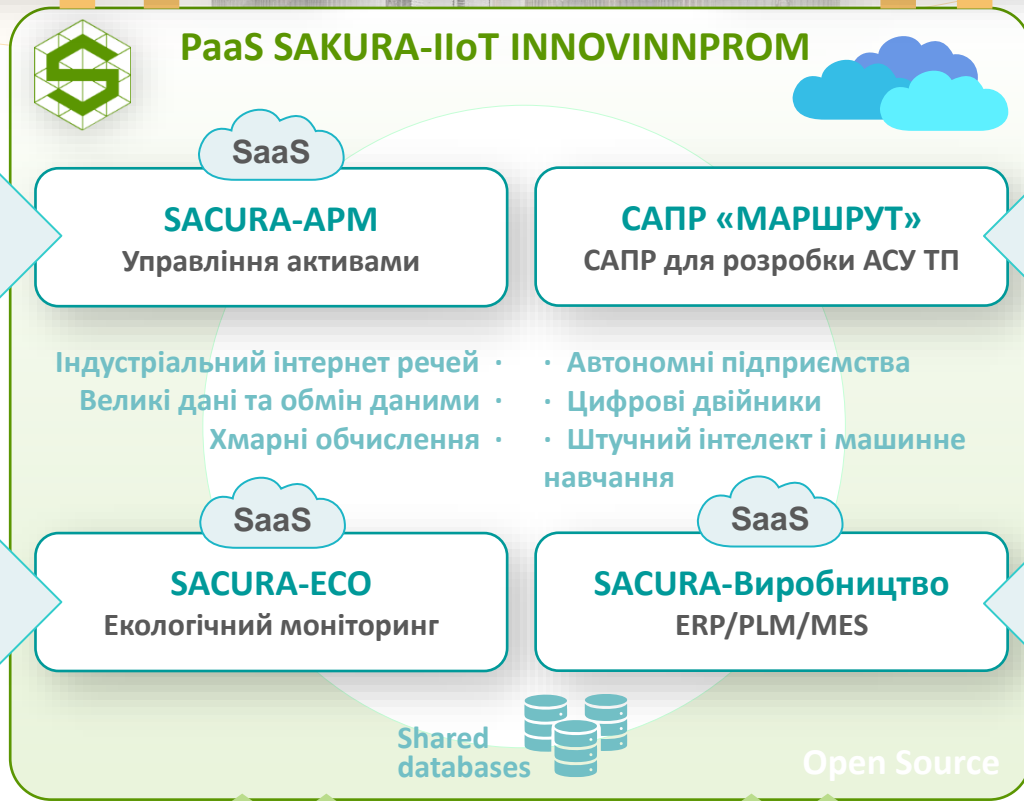 PaaS SAKURA-IIoT INNOVINNPROM
SaaS
SACURA-АРМ
Управління активами
САПР «МАРШРУТ»
САПР для розробки АСУ ТП
Індустріальний інтернет речей ·
Великі дані та обмін даними ·
Хмарні обчислення ·
· Автономні підприємства
· Цифрові двійники
· Штучний інтелект і машинне
навчання
SaaS
SACURA-ECO
Екологічний моніторинг
SaaS
SACURA-Виробництво
ERP/PLM/MES
Shared
databases
Open Source